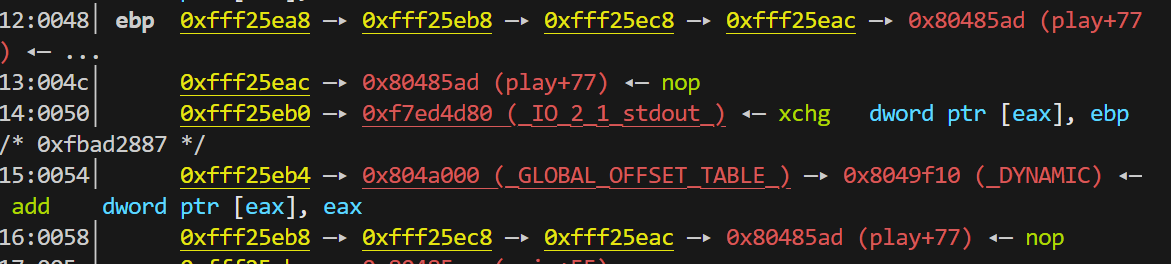 12:0048│ ebp 0xfff25ea8 —▸ 0xfff25eb8 —▸ 0xfff25ec8 —▸ 0xfff25eac —▸ 0x80485ad (play+77
) ◂— ...
13:004c│ 0xfff25eac —▸ 0x80485ad (play+77) ◂— nop
14:0050│ 0xfff25eb0 —▸ 0xf7ed4d80 (_IO_2_1_stdout_) ◂— xchg dword ptr [eax], ebp
/* 0xfbad2887 */
15:0054│ 0xfff25eb4 —▸ 0x804a000 (_GLOBAL_OFFSET_TABLE_) —▸ 0x8049f10 (_DYNAMIC) ◂—
add dword ptr [eax], eax
16:0058│ 0xfff25eb8 —▸ 0xfff25ec8 —▸ 0xfff25eac —▸ 0x80485ad (play+77) ◂— nop